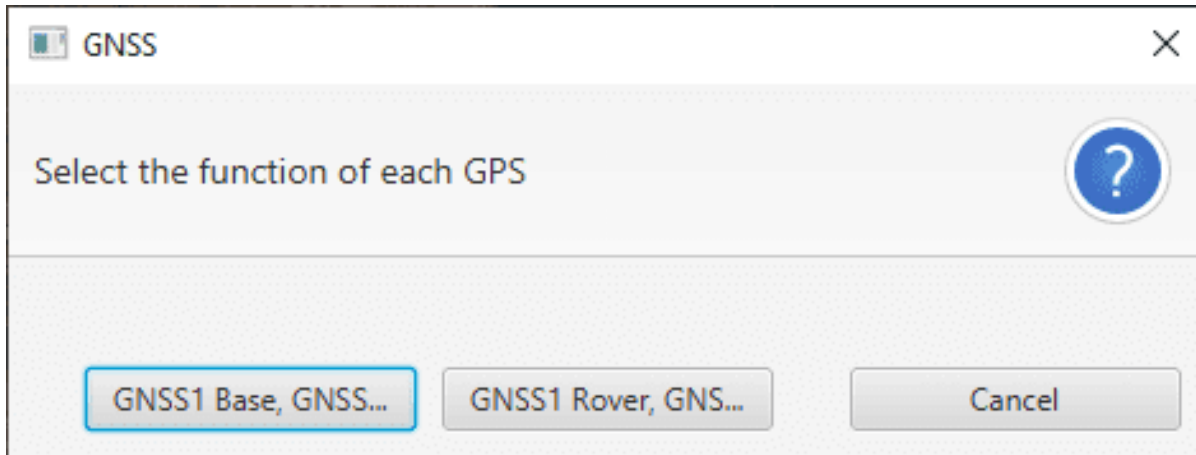 GNSS
Select the function of each GPS
?
GNSS1 Base, GNSS...
GNSS1 Rover, GNS...
Cancel